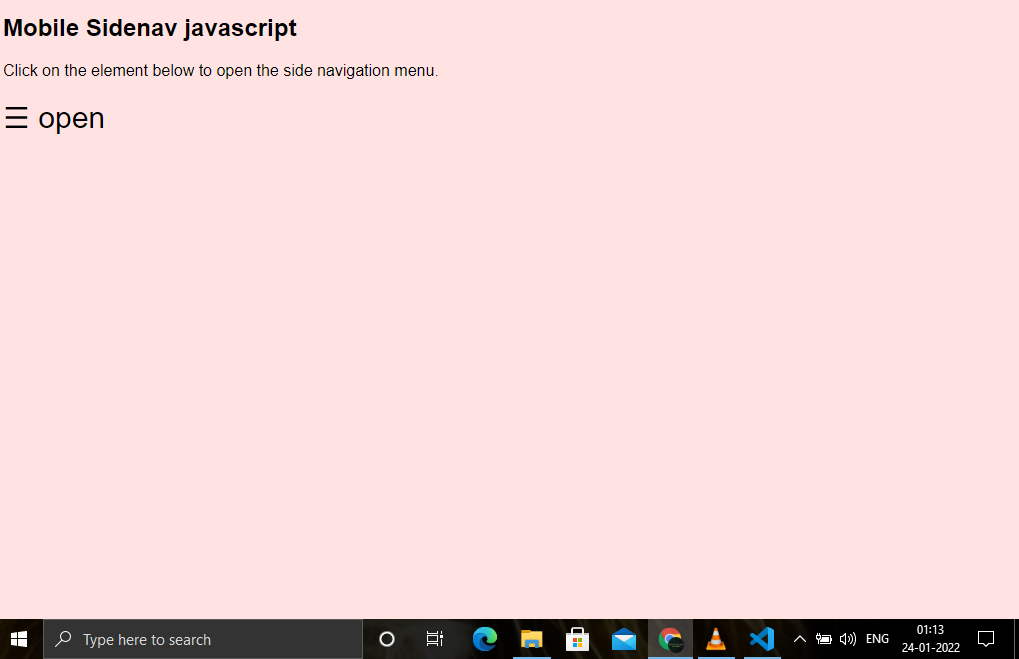 Mobile Sidenav javascript
Click on the element below to open the side navigation menu.
☰ open
Type here to search
ENG
01:13
24-01-2022